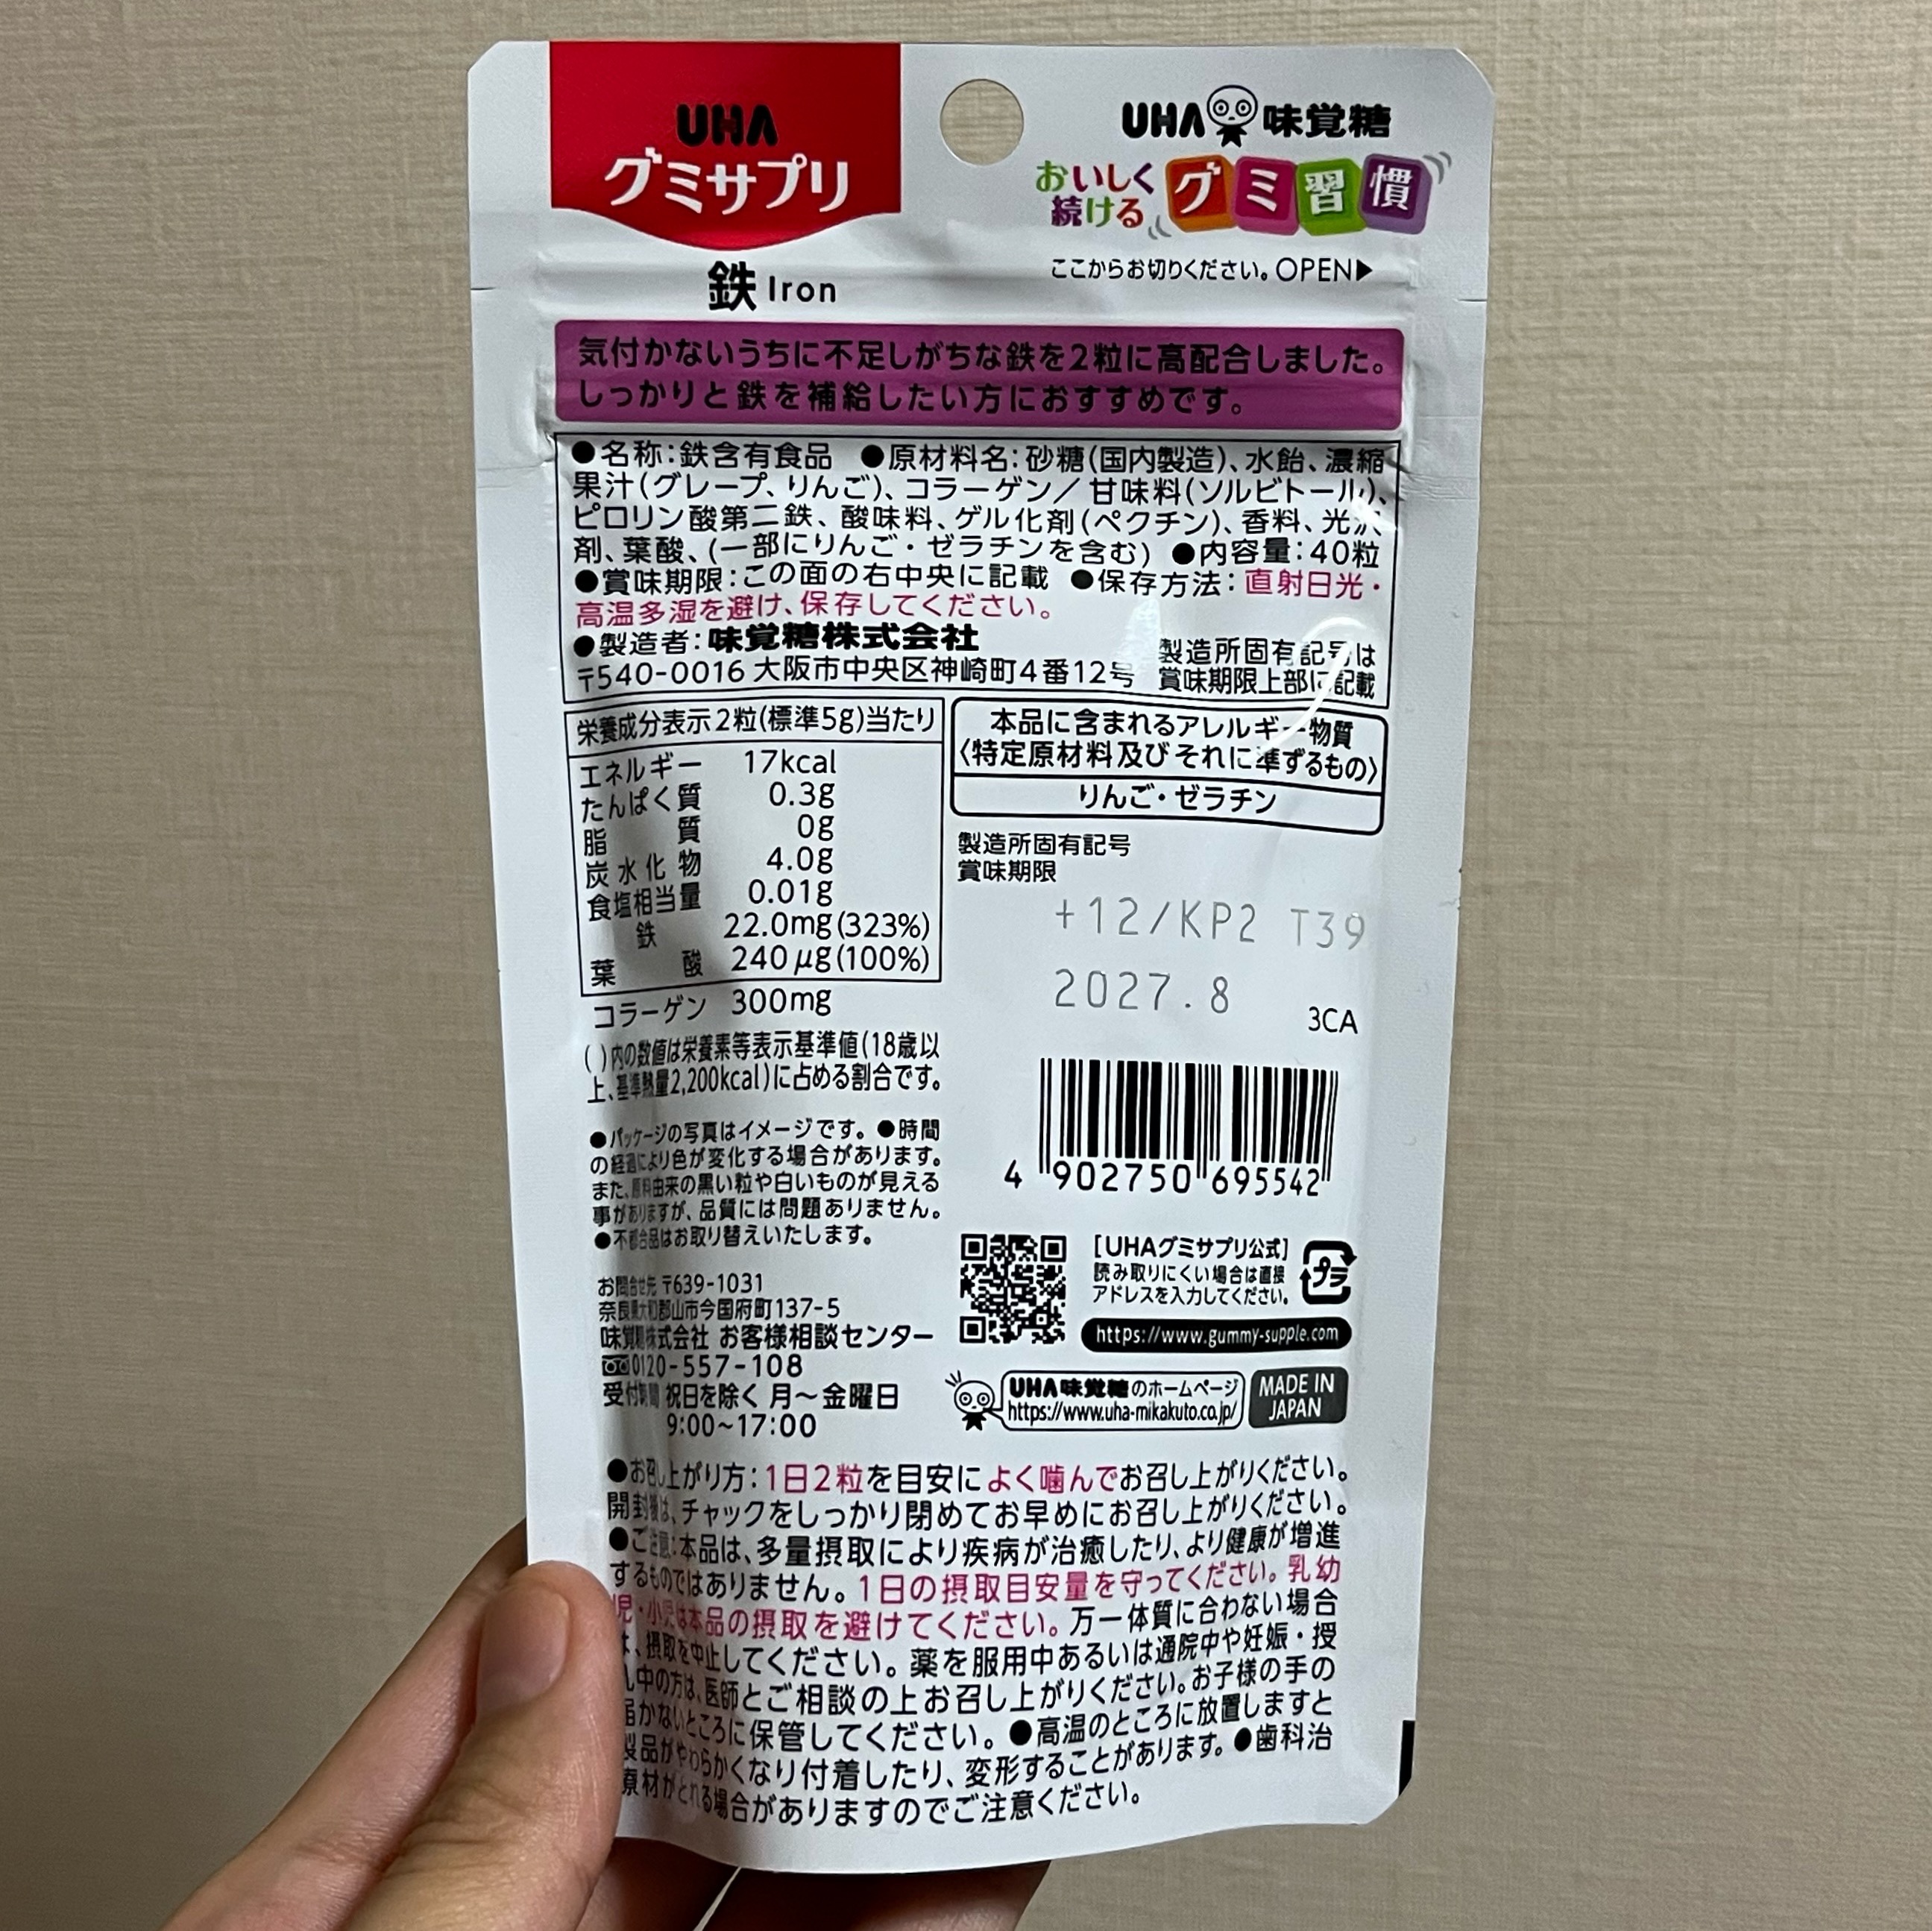 UHA
グミサプリ
鉄 Iron
UHA味覚糖
おいしく
続ける
グミ習慣
ここからお切りください。OPEN▶
気付かないうちに不足しがちな鉄を2粒に高配合しました。
しっかりと鉄を補給したい方におすすめです。
●名称:鉄含有食品 ●原材料名:砂糖(国内製造)、水飴、濃縮
果汁(グレープ、りんご)、コラーゲン/甘味料(ソルビトール)、
ピロリン酸第二鉄、酸味料、ゲル化剤(ペクチン)、香料、光沢
剤、葉酸、(一部にりんご・ゼラチンを含む) ●内容量:40粒
●賞味期限:この面の右中央に記載 ●保存方法:直射日光・
高温多湿を避け、保存してください。
●製造者:味覚糖株式会社
〒540-0016 大阪市中央区神崎町4番12号
製造所固有記号は
賞味期限上部に記載
栄養成分表示 2粒(標準5g)当たり
エネルギー 17kcal
たんぱく質 0.3g
脂質 0g
炭水化物 4.0g
食塩相当量 0.01g
鉄 22.0mg(323%)
葉酸 240μg(100%)
コラーゲン 300mg
( )内の数値は栄養素等表示基準値(18歳以
上、基準熱量2,200kcal)に占める割合です。
本品に含まれるアレルギー物質
〈特定原材料及びそれに準ずるもの〉
りんご・ゼラチン
製造所固有記号
賞味期限
+12/KP2 T39
2027.8
3CA
4 902750 695542
●パッケージの写真はイメージです。●時間
の経過により色が変化する場合があります。
また、原料由来の黒い粒や白いものが見える
事がありますが、品質には問題ありません。
●不都合品はお取り替えいたします。
お問合せ先 〒639-1031
奈良県大和郡山市今国府町137-5
味覚糖株式会社 お客様相談センター
0120-557-108
受付時間 祝日を除く 月〜金曜日
9:00〜17:00
[UHAグミサプリ公式]
読み取りにくい場合は直接
アドレスを入力してください。
プラ
https://www.gummy-supple.com
UHA味覚糖のホームページ
https://www.uha-mikakuto.co.jp/
MADE IN
JAPAN
●お召し上がり方:1日2粒を目安によく噛んでお召し上がりください。
開封後は、チャックをしっかり閉めてお早めにお召し上がりください。
●ご注意:本品は、多量摂取により疾病が治癒したり、より健康が増進
するものではありません。1日の摂取目安量を守ってください。乳幼
児・小児は本品の摂取を避けてください。万一体質に合わない場合
は、摂取を中止してください。薬を服用中あるいは通院中や妊娠・授
乳中の方は、医師とご相談の上お召し上がりください。お子様の手の
届かないところに保管してください。●高温のところに放置しますと
製品がやわらかくなり付着したり、変形することがあります。●歯科治
療材がとれる場合がありますのでご注意ください。